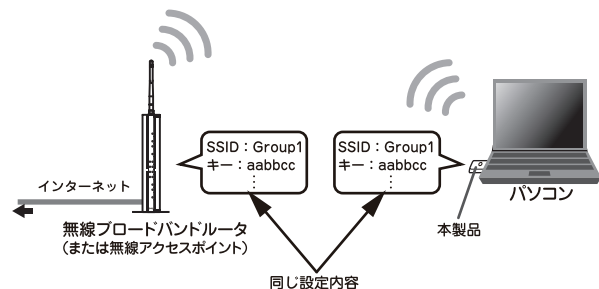 SSID：Group1
キー：aabbcc
⋮
SSID：Group1
キー：aabbcc
⋮
インターネット
パソコン
無線ブロードバンドルータ
（または無線アクセスポイント）
本製品
同じ設定内容